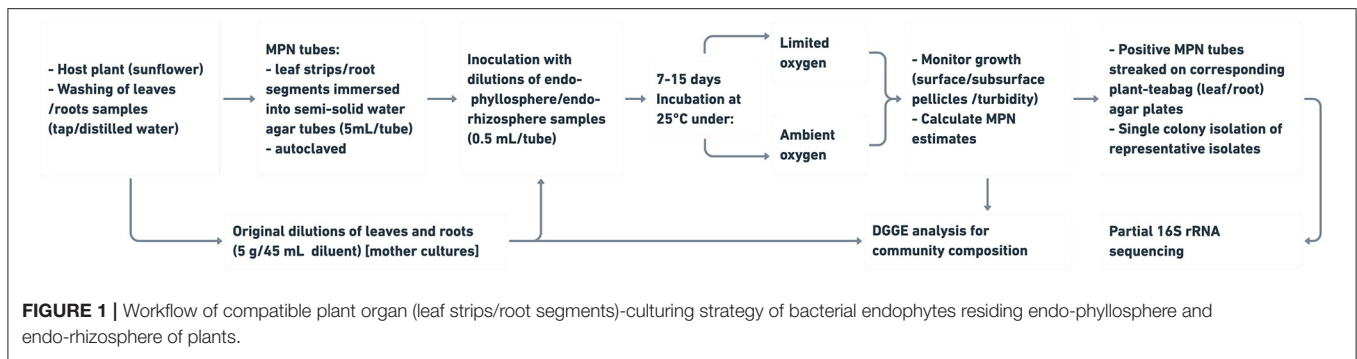 - Host plant (sunflower)
- Washing of leaves
/roots samples
(tap/distilled water)
MPN tubes:
- leaf strips/root
segments immersed
into semi-solid water
agar tubes (5mL/tube)
- autoclaved
Inoculation with
dilutions of endo-
phyllosphere/endo-
rhizosphere samples
(0.5 mL/tube)
7-15 days
Incubation at
25°C under:
Limited
oxygen
Ambient
oxygen
- Monitor growth
(surface/subsurface
pellicles /turbidity)
- Calculate MPN
estimates
- Positive MPN tubes
streaked on corresponding
plant-teabag (leaf/root)
agar plates
- Single colony isolation of
representative isolates
Original dilutions of leaves and roots
(5 g/45 mL diluent) [mother cultures]
DGGE analysis for
community composition
Partial 16S rRNA
sequencing
FIGURE 1 | Workflow of compatible plant organ (leaf strips/root segments)-culturing strategy of bacterial endophytes residing endo-phyllosphere and
endo-rhizosphere of plants.